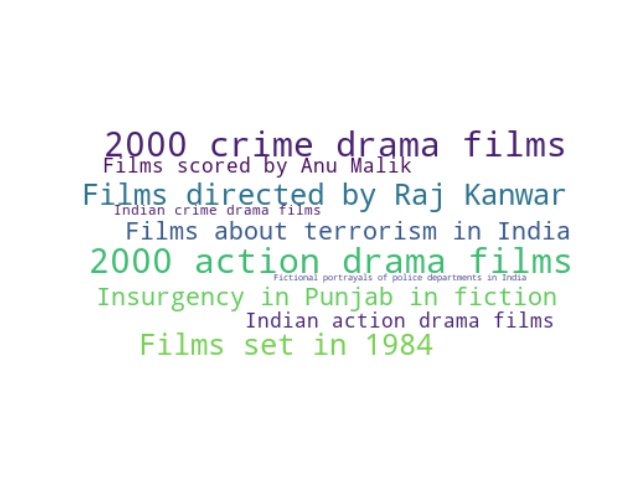 2000 crime drama films
Films scored by Anu Malik
Films directed by Raj Kanwar
Indian crime drama films
Films about terrorism in India
2000 action drama films
Fictional portrayals of police departments in India
Insurgency in Punjab in fiction
Indian action drama films
Films set in 1984